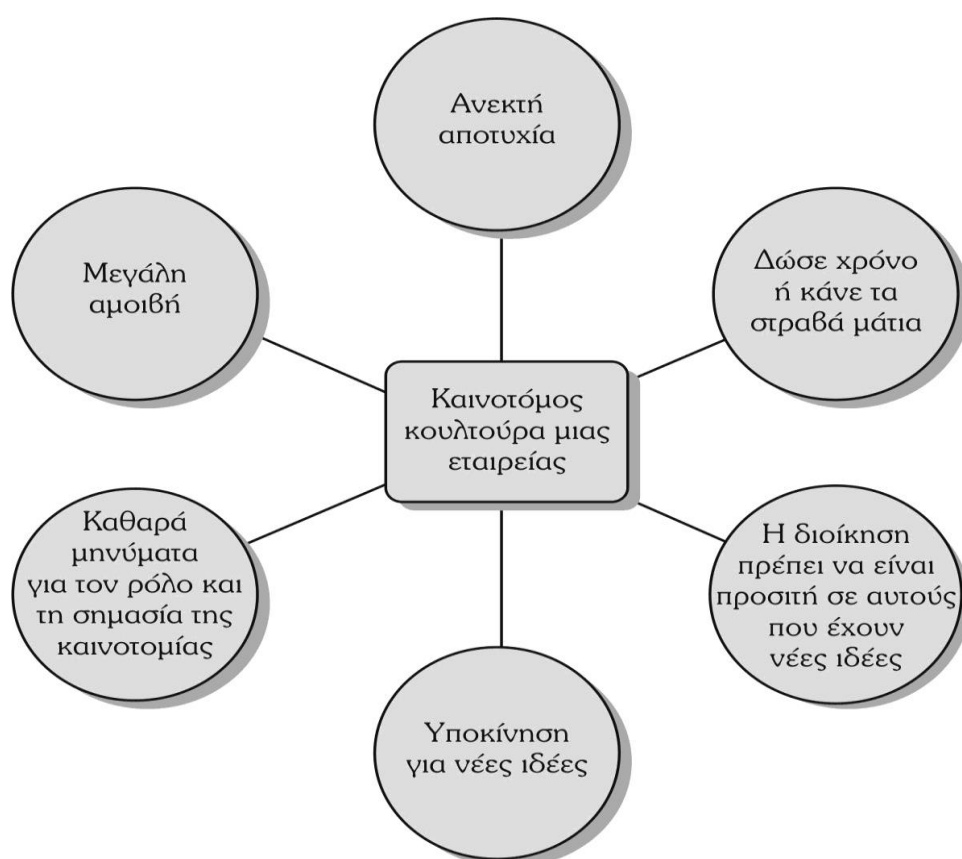 Ανεκτή
αποτυχία
Μεγάλη
αμοιβή
Δώσε χρόνο
ή κάνε τα
στραβά μάτια
Καινοτόμος
κουλτούρα μιας
εταιρείας
Καθαρά
μηνύματα
για τον ρόλο και
τη σημασία της
καινοτομίας
Η διοίκηση
πρέπει να είναι
προσιτή σε αυτούς
που έχουν
νέες ιδέες
Υποκίνηση
για νέες ιδέες